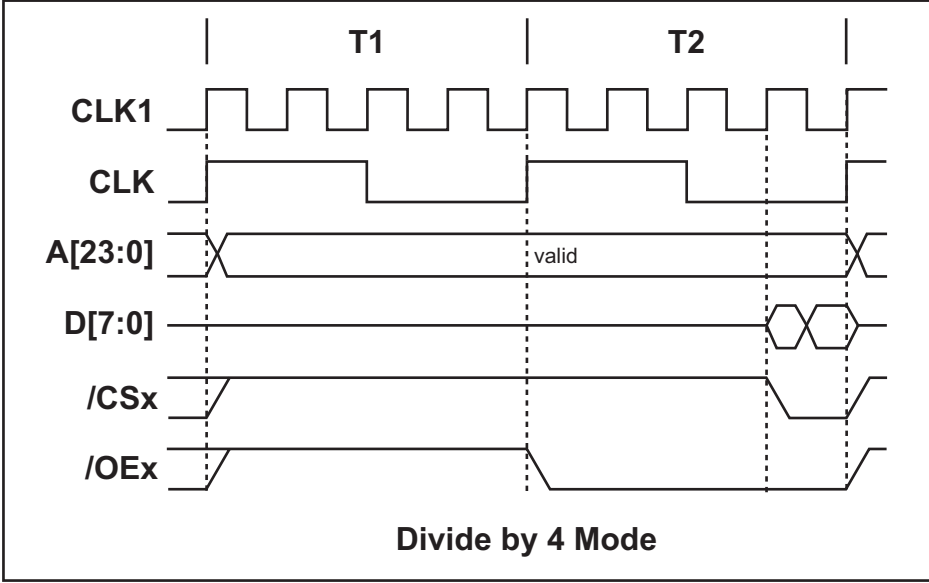 T1 T2
CLK1
CLK
A[23:0] valid
D[7:0]
/CSx
/OEx
Divide by 4 Mode